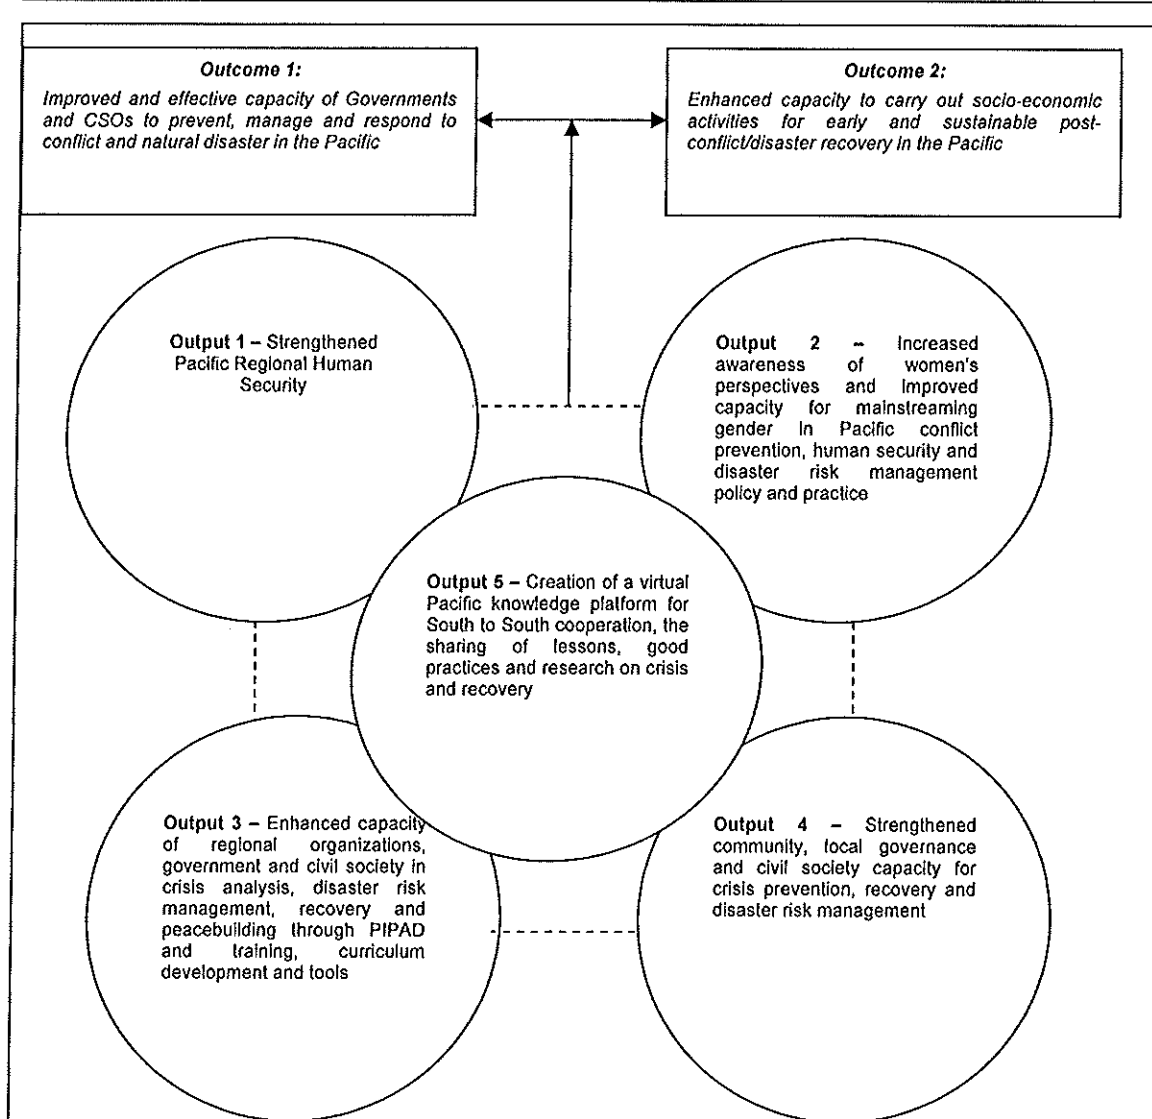 Outcome 1:
Improved and effective capacity of Governments
and CSOs to prevent, manage and respond to
conflict and natural disaster in the Pacific
Outcome 2:
Enhanced capacity to carry out socio-economic
activities for early and sustainable post-
conflict/disaster recovery in the Pacific
Output 1 – Strengthened
Pacific Regional Human
Security
Output 2 – Increased
awareness of women's
perspectives and improved
capacity for mainstreaming
gender in Pacific conflict
prevention, human security and
disaster risk management
policy and practice
Output 5 – Creation of a virtual
Pacific knowledge platform for
South to South cooperation, the
sharing of lessons, good
practices and research on crisis
and recovery
Output 3 – Enhanced capacity
of regional organizations,
government and civil society in
crisis analysis, disaster risk
management, recovery and
peacebuilding through PIPAD
and training, curriculum
development and tools
Output 4 – Strengthened
community, local governance
and civil society capacity for
crisis prevention, recovery and
disaster risk management